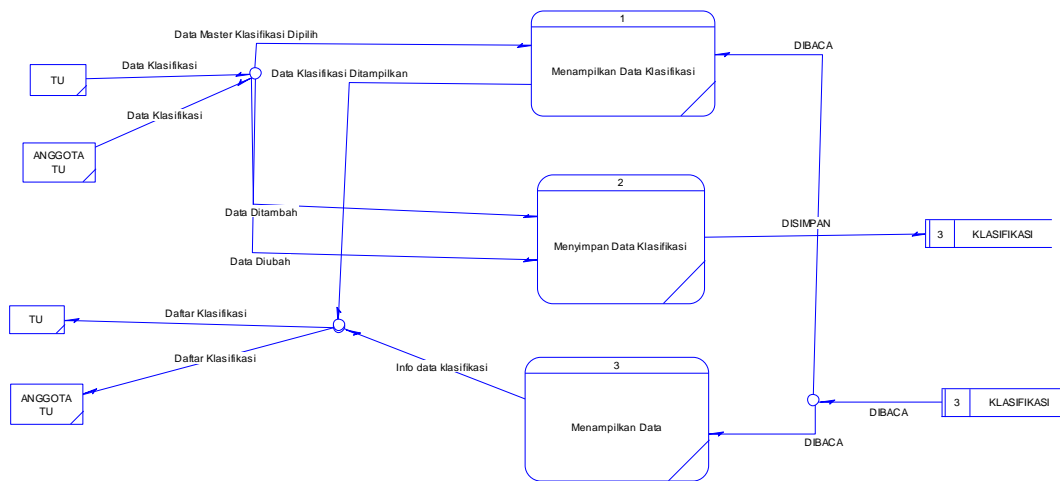 1
Data Master Klasifikasi Dipilih
DIBACA
Data Klasifikasi
Data Klasifikasi Ditampilkan
Menampilkan Data Klasifikasi
TU
Data Klasifikasi
ANGGOTA
TU
2
Data Ditambah
DISIMPAN
3
KLASIFIKASI
Menyimpan Data Klasifikasi
Data Diubah
TU
Daftar Klasifikasi
Daftar Klasifikasi
Info data klasifikasi
3
ANGGOTA
TU
3
KLASIFIKASI
DIBACA
Menampilkan Data
DIBACA